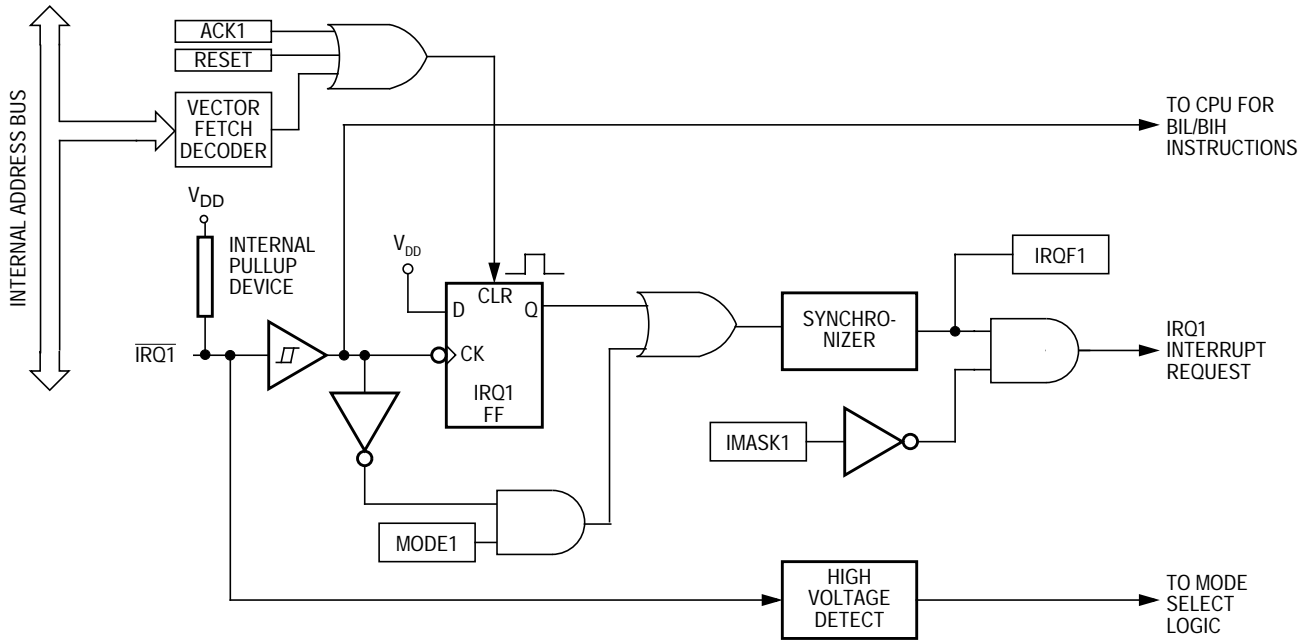 INTERNAL ADDRESS BUS
ACK1
RESET
VECTOR
FETCH
DECODER
TO CPU FOR
BIL/BIH
INSTRUCTIONS
VDD
INTERNAL
PULLUP
DEVICE
VDD
CLR
D
Q
CK
IRQ1
FF
IRQ1
SYNCHRO-
NIZER
IRQF1
IRQ1
INTERRUPT
REQUEST
IMASK1
MODE1
HIGH
VOLTAGE
DETECT
TO MODE
SELECT
LOGIC